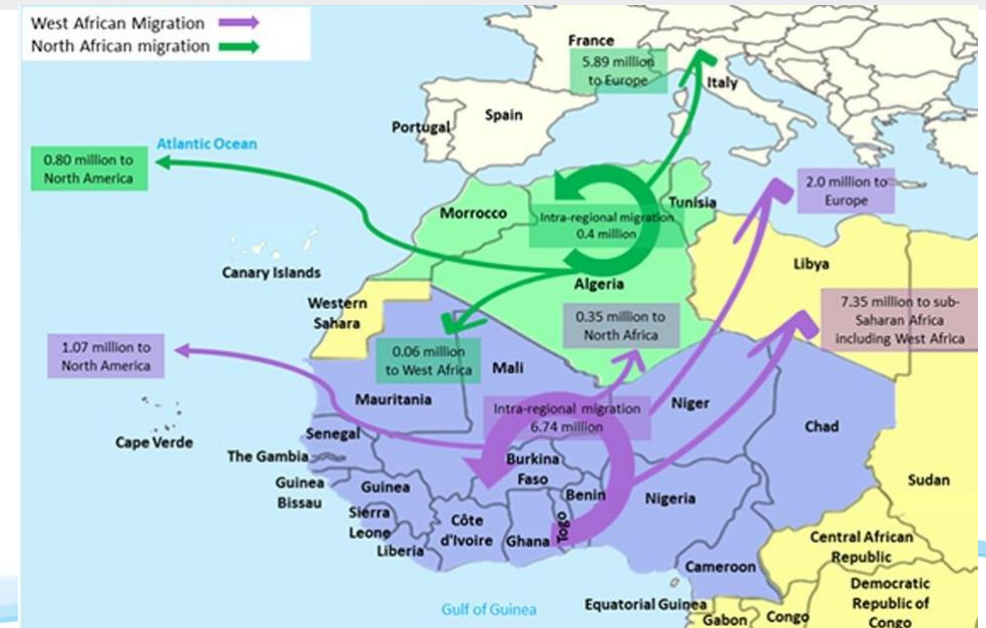 West African Migration
North African migration
France
5.89 million
to Europe
Italy
Spain
Portugal
Atlantic Ocean
0.80 million to
North America
2.0 million to
Europe
Tunisia
Morrocco
Intra-regional migration
0.4 million
Libya
Canary Islands
Algeria
Western
Sahara
0.35 million to
North Africa
7.35 million to sub-
Saharan Africa
including West Africa
1.07 million to
North America
0.06 million
to West Africa
Mali
Mauritania
Intra-regional migration
6.74 million
Niger
Chad
Cape Verde
Senegal
The Gambia
Burkina
Faso
Guinea
Bissau
Guinea
Benin
Nigeria
Sudan
Sierra
Leone
Liberia
Côte
d'Ivoire
Ghana
Togo
Central African
Republic
Cameroon
Democratic
Republic of
Congo
Gulf of Guinea
Equatorial Guinea
Gabon
Congo